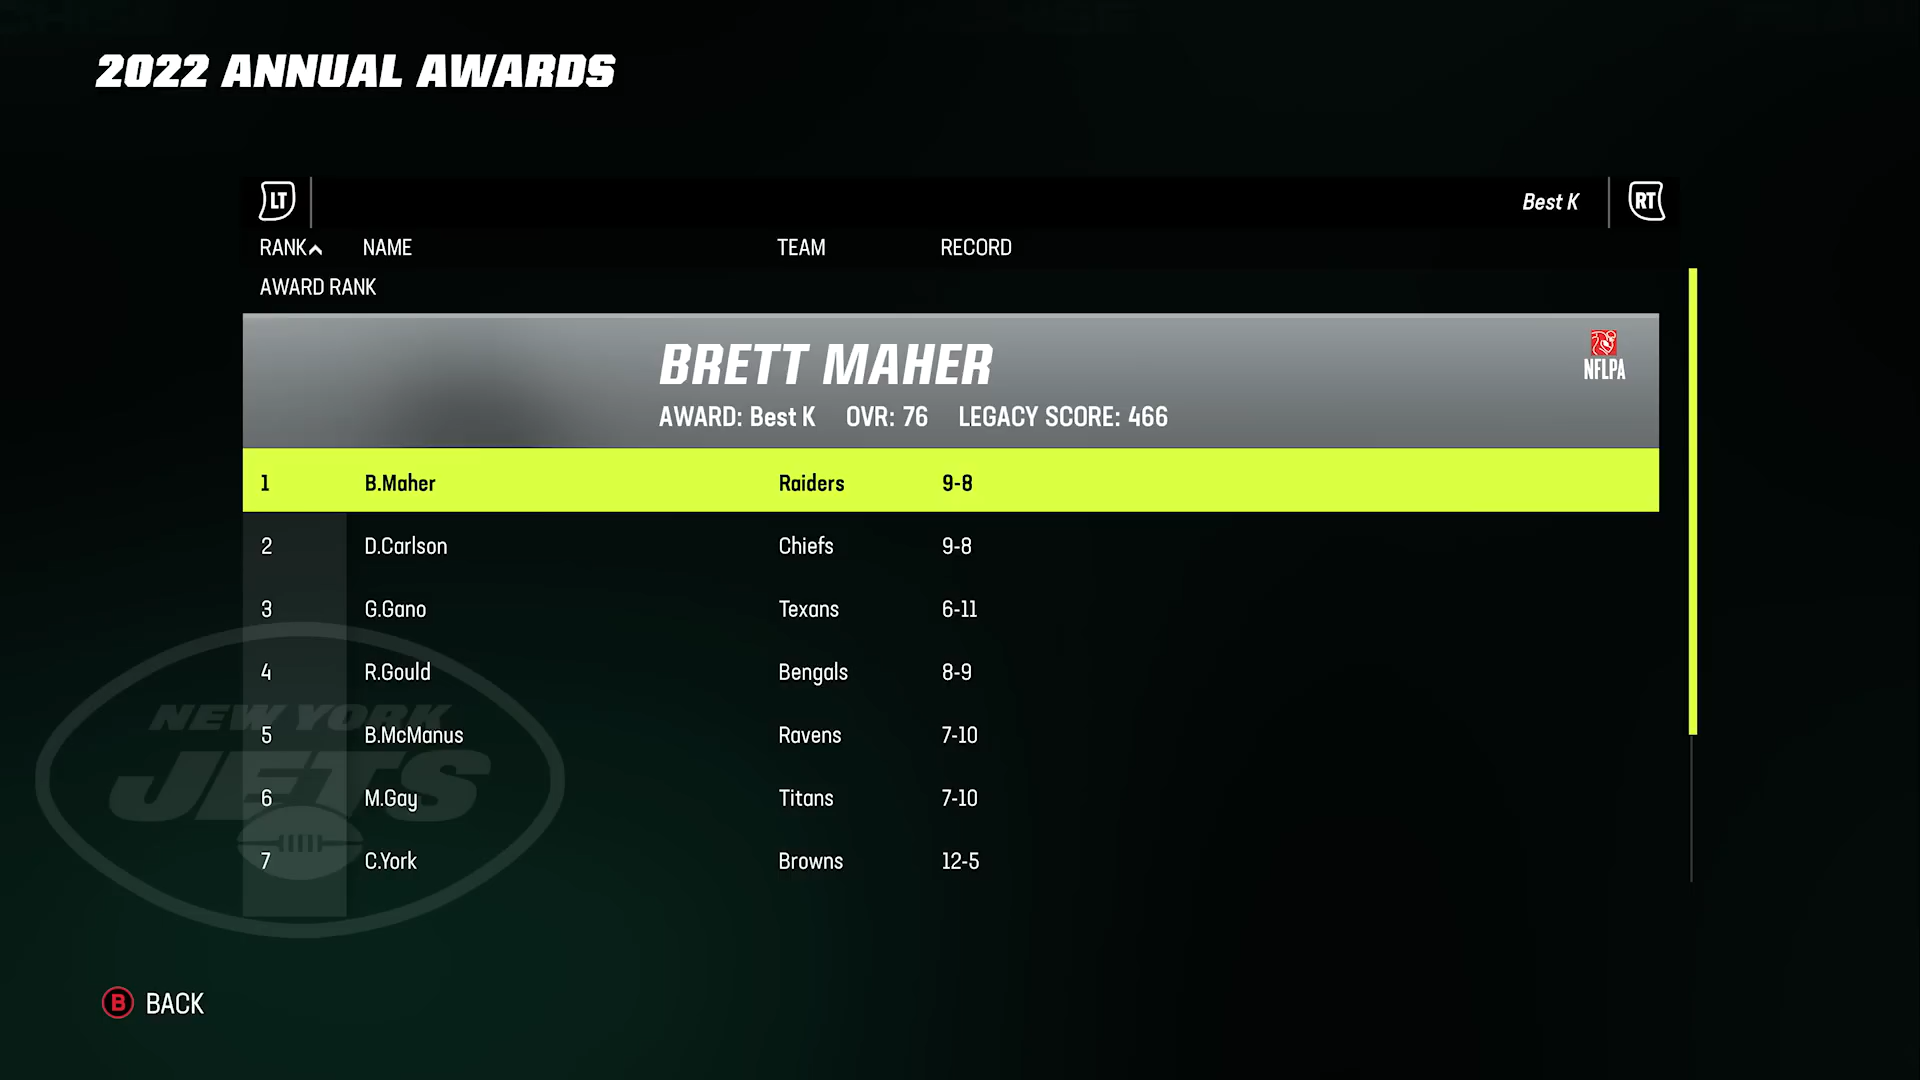 2022 ANNUAL AWARDS
LT Best K RT
RANK NAME TEAM RECORD
AWARD RANK
BRETT MAHER
NFLPA
AWARD: Best K OVR: 76 LEGACY SCORE: 466
1 B.Maher Raiders 9-8
2 D.Carlson Chiefs 9-8
3 G.Gano Texans 6-11
4 R.Gould Bengals 8-9
NEW YORK
5 B.McManus Ravens 7-10
JETS
6 M.Gay Titans 7-10
7 C.York Browns 12-5
B BACK